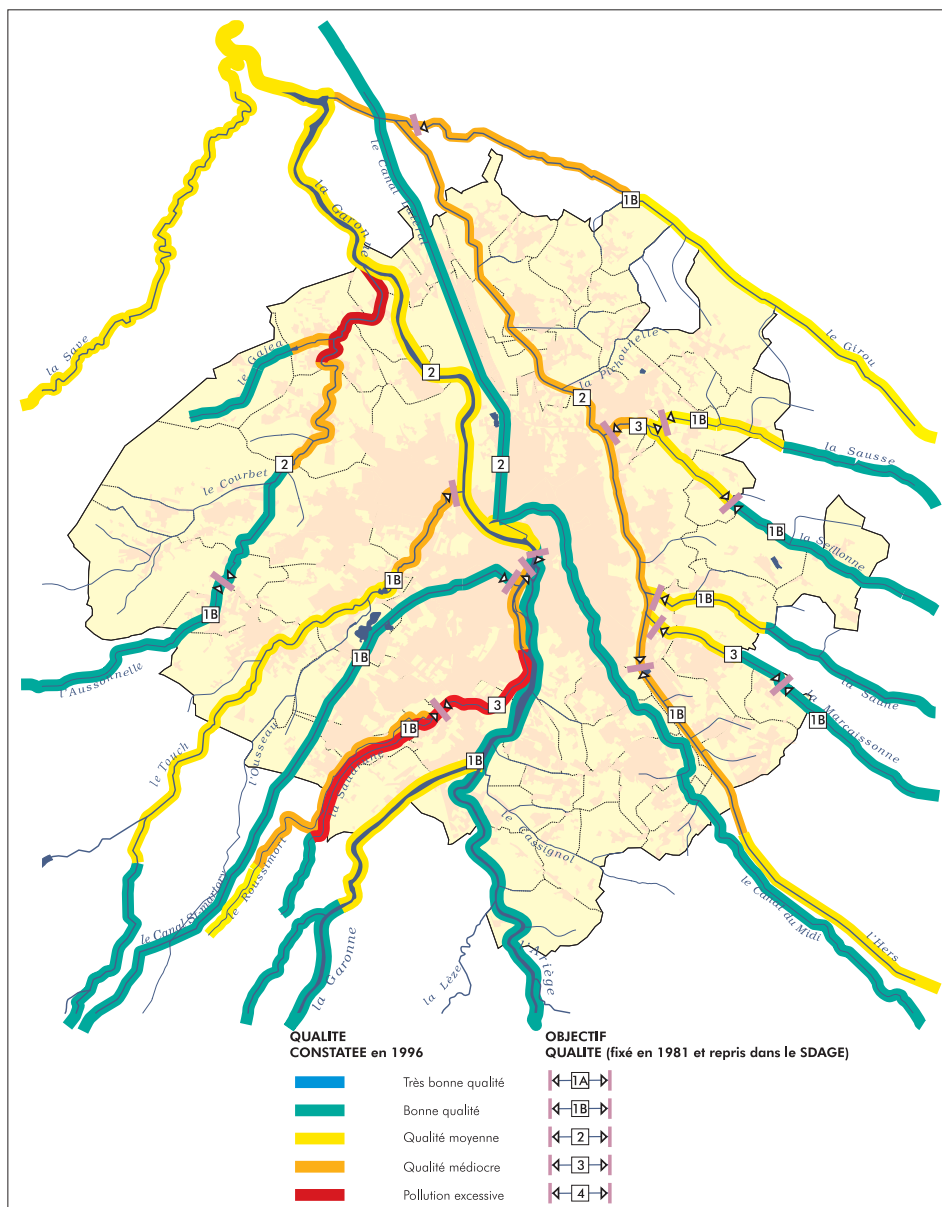 le Canal Latéral
1B
la Garonne
le Girou
la Save
le Galea
2
la Pichounelle
2
3
1B
la Sausse
le Courbet
2
2
1B
la Seillonne
1B
1B
1B
1B
3
la Saune
l'Aussonnelle
la Marcaissonne
1B
3
1B
1B
le Touch
l'Ousseau
1B
la Saudrune
le Cassignol
le Roussimort
le Canal St martory
le Canal du Midi
l'Hers
la Garonne
la Lèze
l'Ariège
QUALITE
CONSTATEE en 1996
Très bonne qualité
Bonne qualité
Qualité moyenne
Qualité médiocre
Pollution excessive
OBJECTIF
QUALITE (fixé en 1981 et repris dans le SDAGE)
1A
1B
2
3
4